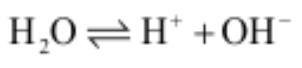 H₂O ⇌ H⁺ + OH⁻